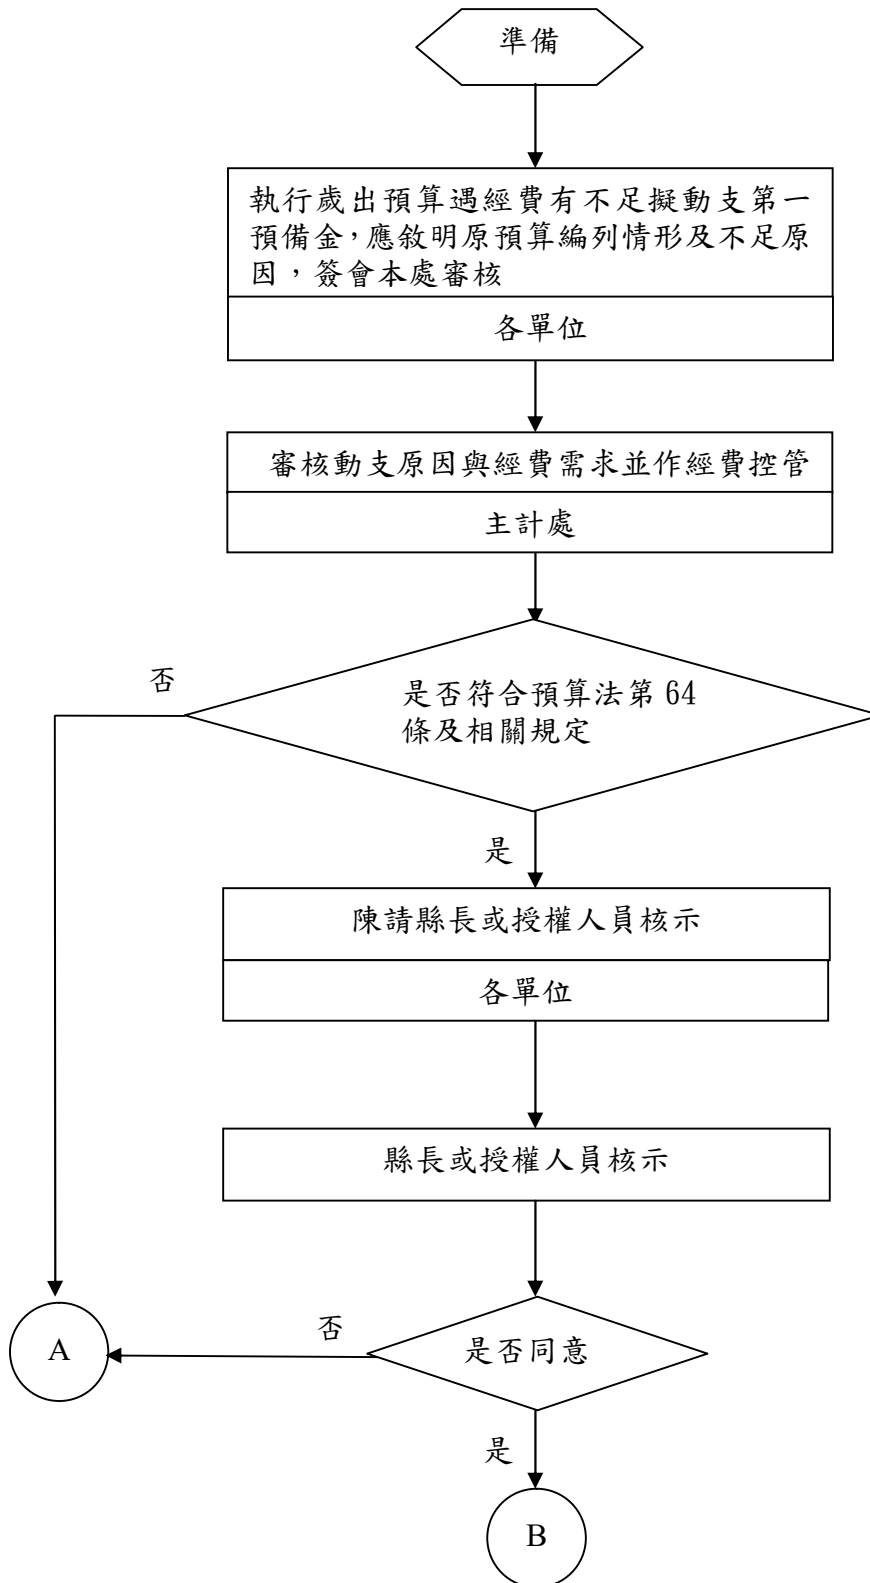 準備
執行歲出預算遇經費有不足擬動支第一
預備金，應敘明原預算編列情形及不足原
因，簽會本處審核
各單位
審核動支原因與經費需求並作經費控管
主計處
否
是否符合預算法第 64
條及相關規定
是
陳請縣長或授權人員核示
各單位
縣長或授權人員核示
否
是否同意
A
是
B